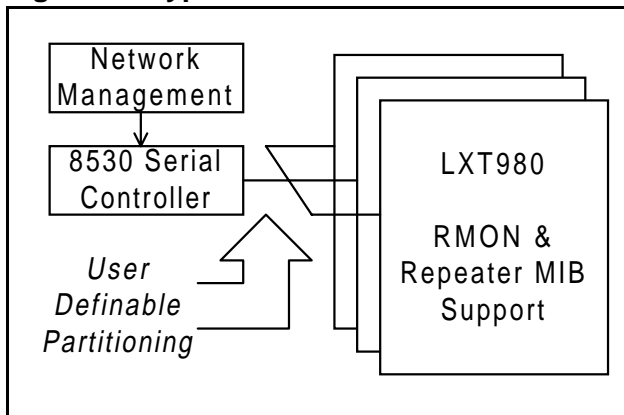 Network
Management
8530 Serial
Controller
User
Definable
Partitioning
LXT980
RMON &
Repeater MIB
Support